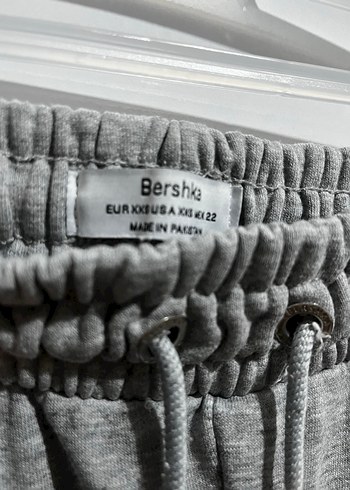 Bershka
EUR XXS USA XXS MEX 22
MADE IN PAKISTAN